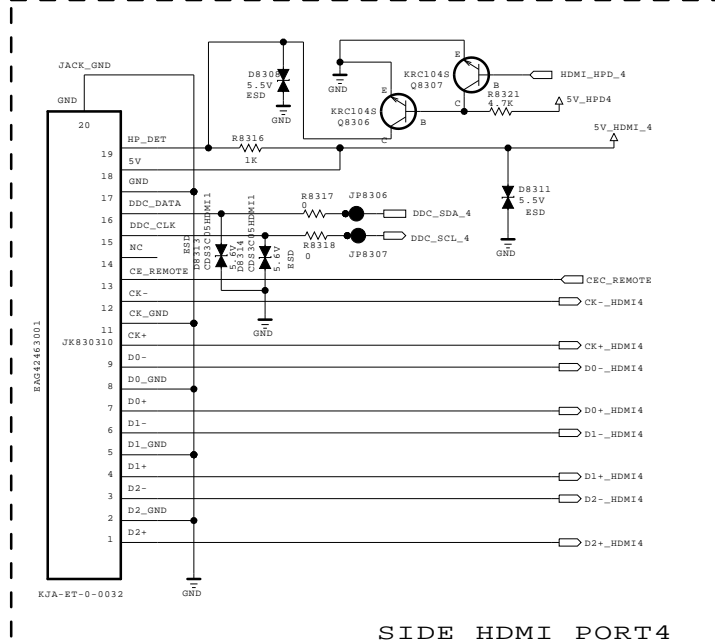 JACK_GND
GND
20
EAG42463001
JK830310
KJA-ET-0-0032
19
HP_DET
18
5V
17
GND
16
DDC_DATA
15
DDC_CLK
14
NC
13
CE_REMOTE
12
CK-
11
CK_GND
10
CK+
9
D0-
8
D0_GND
7
D0+
6
D1-
5
D1_GND
4
D1+
3
D2-
2
D2_GND
1
D2+
GND
D8308
5.5V
ESD
GND
GND
KRC104S
Q8306
E
B
C
KRC104S
Q8307
E
B
C
HDMI_HPD_4
R8321
4.7K
5V_HPD4
5V_HDMI_4
R8316
1K
D8311
5.5V
ESD
GND
R8317
0
JP8306
DDC_SDA_4
R8318
0
JP8307
DDC_SCL_4
ESD
D8313
CDS3C05HDMI1
5.6V
D8314
CDS3C05HDMI1
5.6V
ESD
GND
CEC_REMOTE
CK-_HDMI4
CK+_HDMI4
D0-_HDMI4
D0+_HDMI4
D1-_HDMI4
D1+_HDMI4
D2-_HDMI4
D2+_HDMI4
SIDE HDMI PORT4